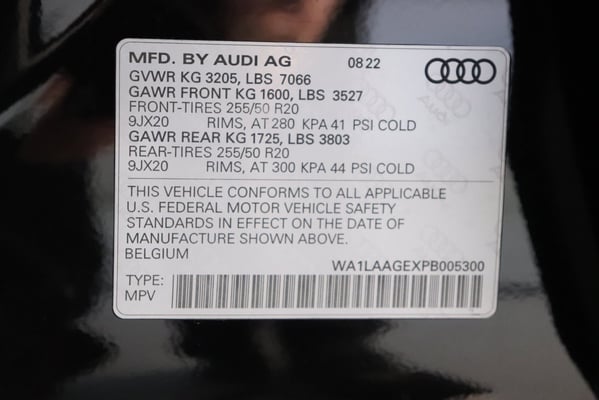 MFD. BY AUDI AG 08 22
GVWR KG 3205, LBS 7066
GAWR FRONT KG 1600, LBS 3527
FRONT-TIRES 255/50 R20
9JX20 RIMS, AT 280 KPA 41 PSI COLD
GAWR REAR KG 1725, LBS 3803
REAR-TIRES 255/50 R20
9JX20 RIMS, AT 300 KPA 44 PSI COLD
THIS VEHICLE CONFORMS TO ALL APPLICABLE
U.S. FEDERAL MOTOR VEHICLE SAFETY
STANDARDS IN EFFECT ON THE DATE OF
MANUFACTURE SHOWN ABOVE.
BELGIUM
WA1LAAGEXPB005300
TYPE:
MPV